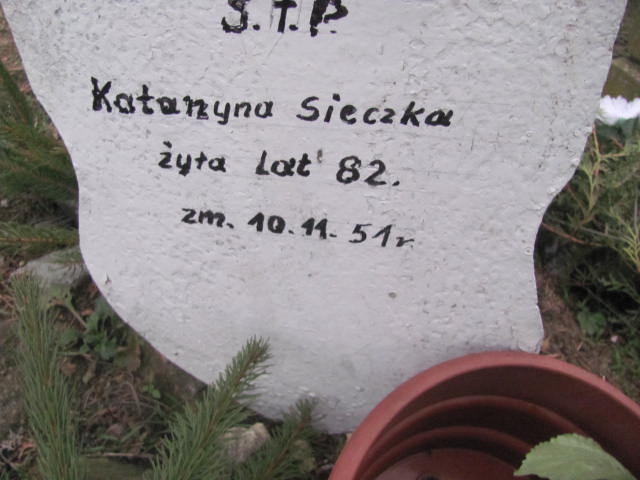 Ś.†.P.
Katarzyna Sieczka
żyła lat 82.
zm. 10.11.51r